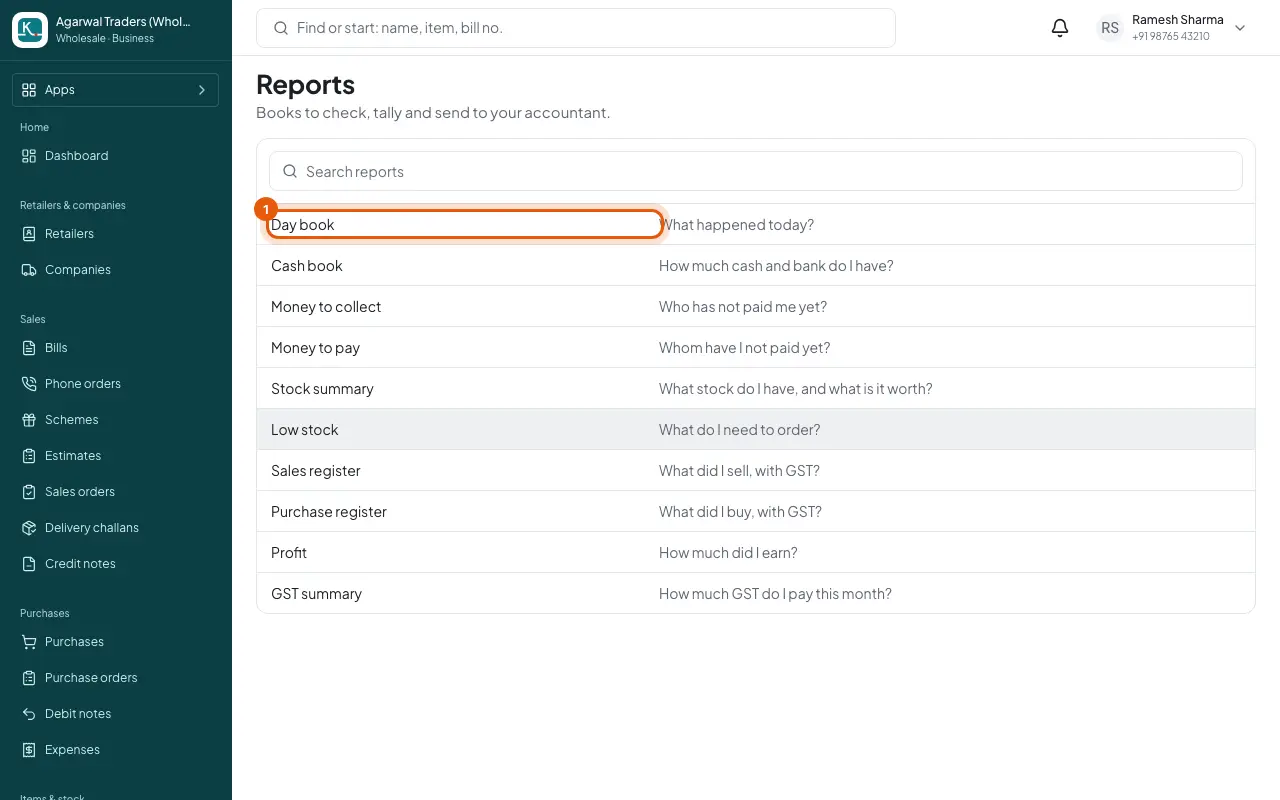 Agarwal Traders (Whol...
Wholesale · Business
Apps
Home
Dashboard
Retailers & companies
Retailers
Companies
Sales
Bills
Phone orders
Schemes
Estimates
Sales orders
Delivery challans
Credit notes
Purchases
Purchases
Purchase orders
Debit notes
Expenses
Items & stock
Find or start: name, item, bill no.
RS
Ramesh Sharma
+91 98765 43210
Reports
Books to check, tally and send to your accountant.
Search reports
1
Day book What happened today?
Cash book How much cash and bank do I have?
Money to collect Who has not paid me yet?
Money to pay Whom have I not paid yet?
Stock summary What stock do I have, and what is it worth?
Low stock What do I need to order?
Sales register What did I sell, with GST?
Purchase register What did I buy, with GST?
Profit How much did I earn?
GST summary How much GST do I pay this month?